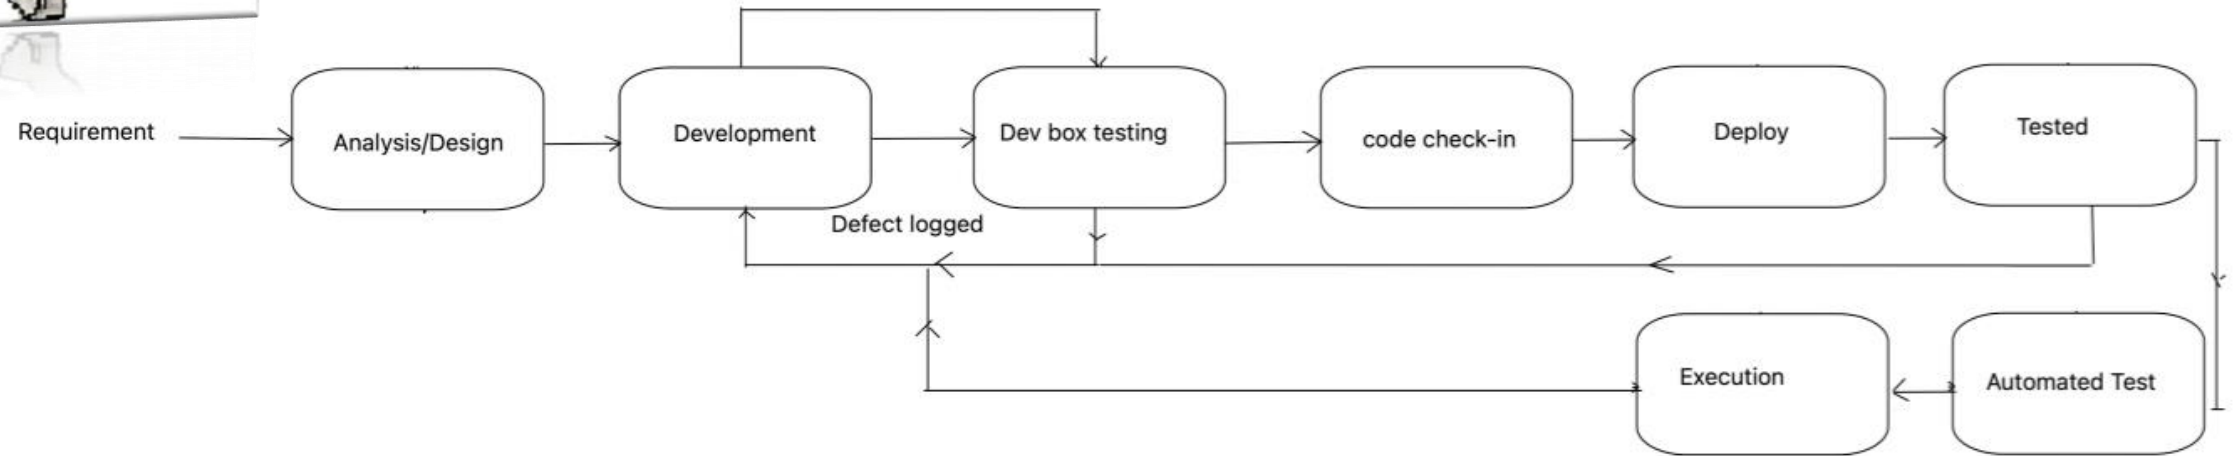 Requirement
Analysis/Design
Development
Dev box testing
code check-in
Deploy
Tested
Defect logged
Execution
Automated Test